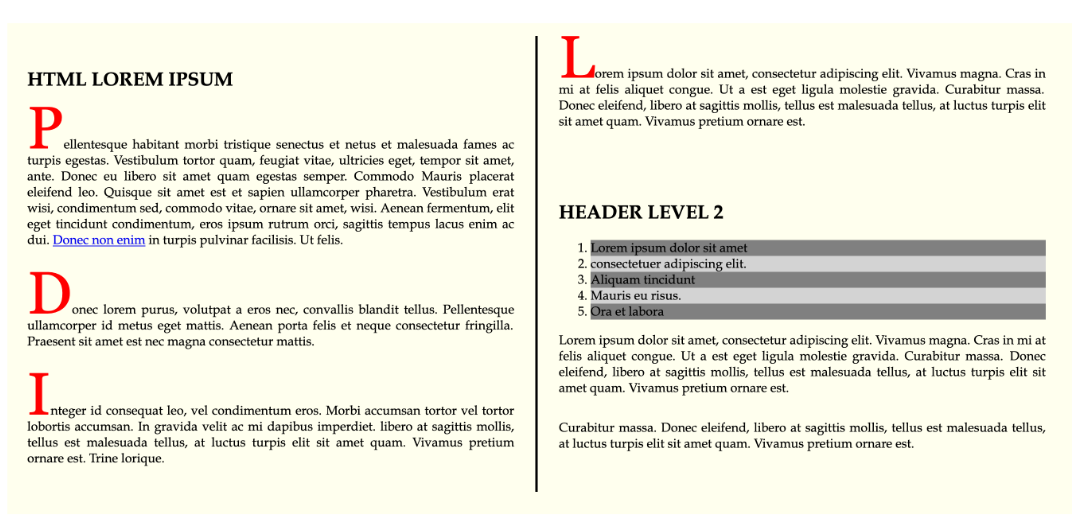 HTML LOREM IPSUM
Pellentesque habitant morbi tristique senectus et netus et malesuada fames ac
turpis egestas. Vestibulum tortor quam, feugiat vitae, ultricies eget, tempor sit amet,
ante. Donec eu libero sit amet quam egestas semper. Commodo Mauris placerat
eleifend leo. Quisque sit amet est et sapien ullamcorper pharetra. Vestibulum erat
wisi, condimentum sed, commodo vitae, ornare sit amet, wisi. Aenean fermentum, elit
eget tincidunt condimentum, eros ipsum rutrum orci, sagittis tempus lacus enim ac
dui. Donec non enim in turpis pulvinar facilisis. Ut felis.
Donec lorem purus, volutpat a eros nec, convallis blandit tellus. Pellentesque
ullamcorper id metus eget mattis. Aenean porta felis et neque consectetur fringilla.
Praesent sit amet est nec magna consectetur mattis.
Integer id consequat leo, vel condimentum eros. Morbi accumsan tortor vel tortor
lobortis accumsan. In gravida velit ac mi dapibus imperdiet. libero at sagittis mollis,
tellus est malesuada tellus, at luctus turpis elit sit amet quam. Vivamus pretium
ornare est. Trine lorique.
Lorem ipsum dolor sit amet, consectetur adipiscing elit. Vivamus magna. Cras in
mi at felis aliquet congue. Ut a est eget ligula molestie gravida. Curabitur massa.
Donec eleifend, libero at sagittis mollis, tellus est malesuada tellus, at luctus turpis elit
sit amet quam. Vivamus pretium ornare est.
HEADER LEVEL 2
1. Lorem ipsum dolor sit amet
2. consectetuer adipiscing elit.
3. Aliquam tincidunt
4. Mauris eu risus.
5. Ora et labora
Lorem ipsum dolor sit amet, consectetur adipiscing elit. Vivamus magna. Cras in mi at
felis aliquet congue. Ut a est eget ligula molestie gravida. Curabitur massa. Donec
eleifend, libero at sagittis mollis, tellus est malesuada tellus, at luctus turpis elit sit
amet quam. Vivamus pretium ornare est.
Curabitur massa. Donec eleifend, libero at sagittis mollis, tellus est malesuada tellus,
at luctus turpis elit sit amet quam. Vivamus pretium ornare est.